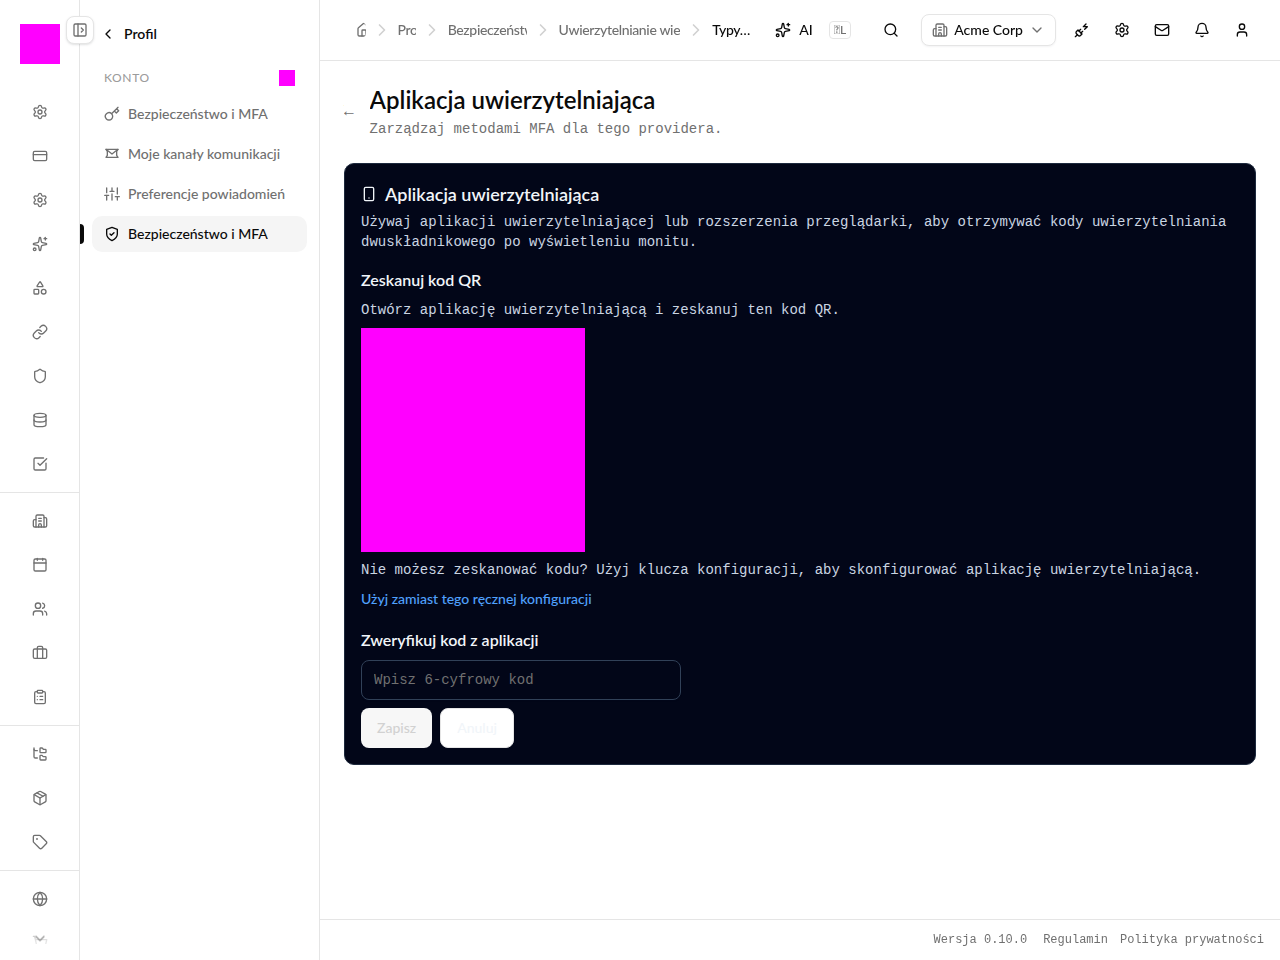 Profil
KONTO
Bezpieczeństwo i MFA
Moje kanały komunikacji
Preferencje powiadomień
Bezpieczeństwo i MFA
Uwierzytelnianie wie
Typy...
AI
Acme Corp
Aplikacja uwierzytelniająca
Zarządzaj metodami MFA dla tego providera.
Aplikacja uwierzytelniająca
Używaj aplikacji uwierzytelniającej lub rozszerzenia przeglądarki, aby otrzymywać kody uwierzytelniania
dwuskładnikowego po wyświetleniu monitu.
Zeskanuj kod QR
Otwórz aplikację uwierzytelniającą i zeskanuj ten kod QR.
Nie możesz zeskanować kodu? Użyj klucza konfiguracji, aby skonfigurować aplikację uwierzytelniającą.
Użyj zamiast tego ręcznej konfiguracji
Zweryfikuj kod z aplikacji
Wpisz 6-cyfrowy kod
Zapisz
Anuluj
Wersja 0.10.0 Regulamin Polityka prywatności